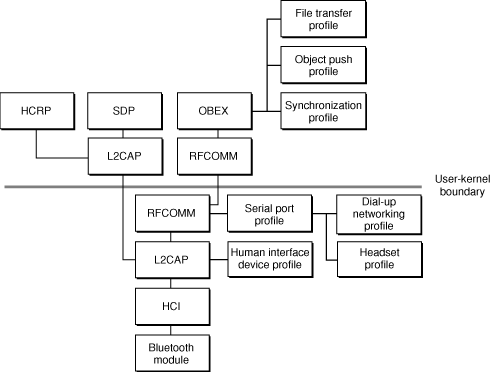 File transfer
profile
Object push
profile
HCRP
SDP
OBEX
Synchronization
profile
L2CAP
RFCOMM
User-kernel
boundary
RFCOMM
Serial port
profile
Dial-up
networking
profile
L2CAP
Human interface
device profile
Headset
profile
HCI
Bluetooth
module